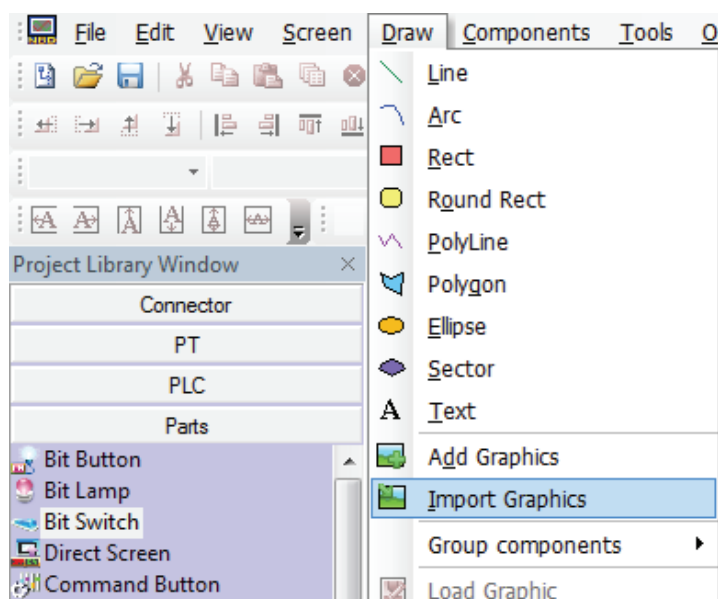 File Edit View Screen Draw Components Tools O
Line
Arc
Rect
Round Rect
PolyLine
Polygon
Ellipse
Sector
A Text
Add Graphics
Import Graphics
Group components
Load Graphic
Project Library Window
Connector
PT
PLC
Parts
Bit Button
Bit Lamp
Bit Switch
Direct Screen
Command Button